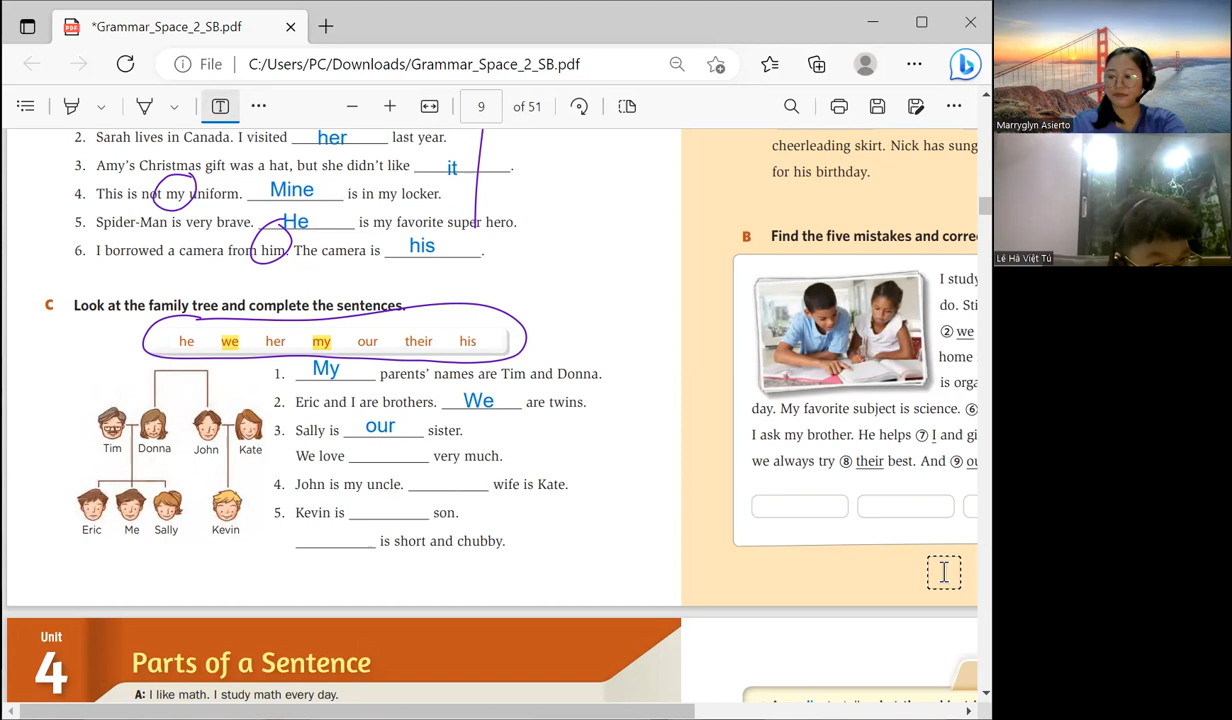 *Grammar_Space_2_SB.pdf
File C:/Users/PC/Downloads/Grammar_Space_2_SB.pdf
9 of 51
2. Sarah lives in Canada. I visited her last year.
3. Amy's Christmas gift was a hat, but she didn't like it .
4. This is not my uniform. Mine is in my locker.
5. Spider-Man is very brave. He is my favorite super hero.
6. I borrowed a camera from him. The camera is his .
C Look at the family tree and complete the sentences.
he we her my our their his
1. My parents' names are Tim and Donna.
2. Eric and I are brothers. We are twins.
3. Sally is our sister.
We love ____ very much.
4. John is my uncle. ____ wife is Kate.
5. Kevin is ____ son.
____ is short and chubby.
Tim Donna John Kate
Eric Me Sally Kevin
cheerleading skirt. Nick has sung
for his birthday.
B Find the five mistakes and corre
I study
do. Sti
② we
home
is orga
day. My favorite subject is science. ⑥
I ask my brother. He helps ⑦ I and gi
we always try ⑧ their best. And ⑨ ou
Unit
4
Parts of a Sentence
A: I like math. I study math every day.
Marryglyn Asierto
Lê Hà Việt Tú